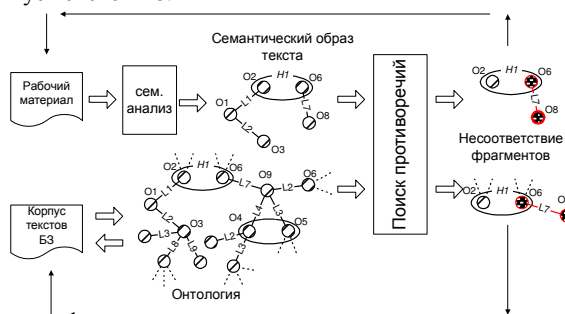 Семантический образ
текста
Рабочий
материал
сем.
анализ
O2
H1
O6
L1
O1
L7
L2
O8
O3
Поиск противоречий
O2
H1
O6
L7
O8
Несоответствие
фрагментов
Корпус
текстов
БЗ
O2
H1
O6
O9
O6
L7
L2
O1
L1
L2
O3
L3
L8
L9
L4
L3
O4
O5
L2
L3
Онтология
O2
H1
O6
L7